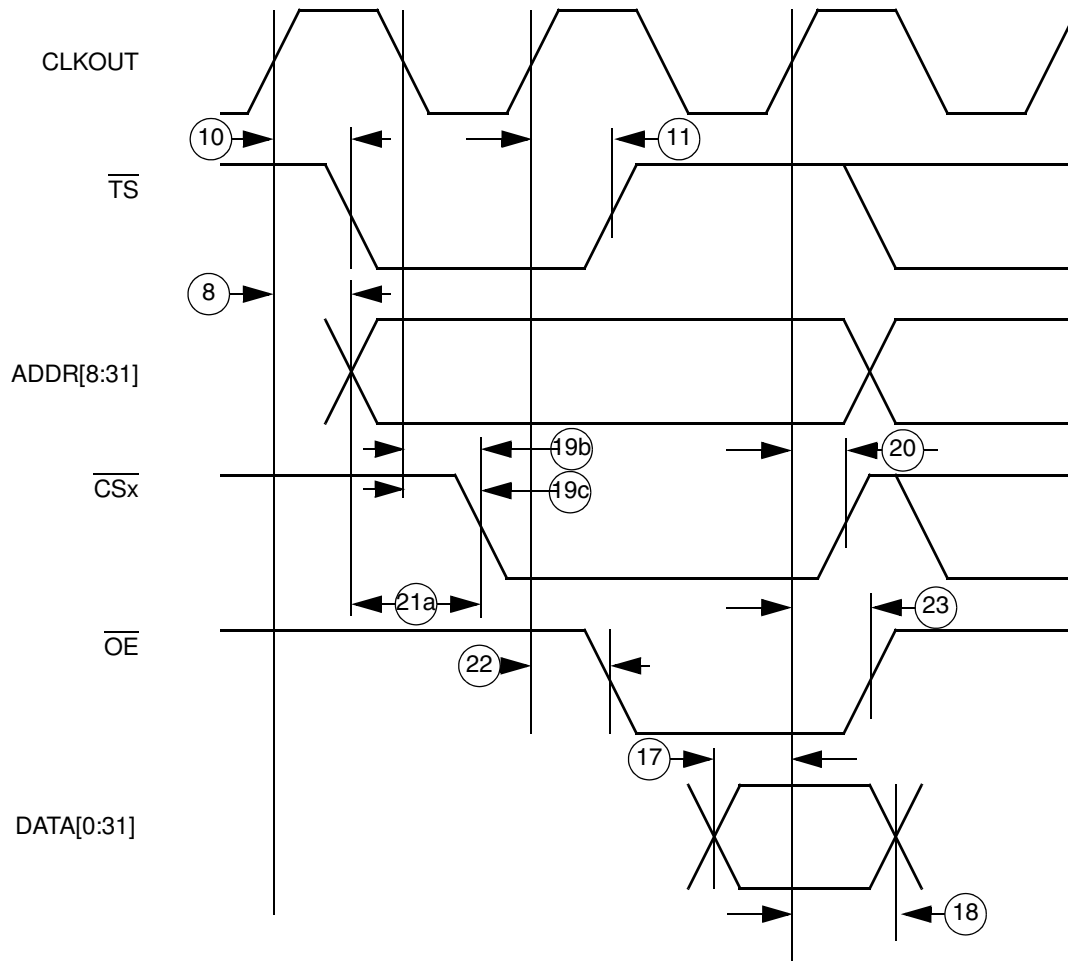 CLKOUT
10
11
TS
8
ADDR[8:31]
19b
20
CSx
19c
21a
23
OE
22
17
DATA[0:31]
18